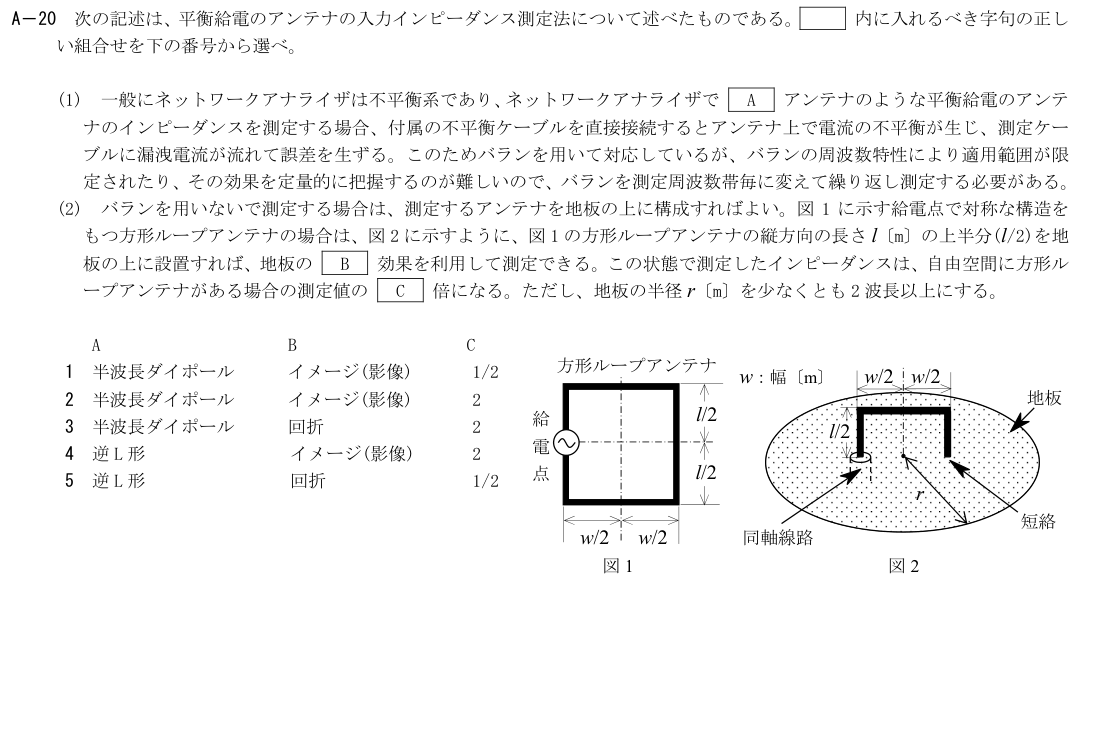 A－20　次の記述は、平衡給電のアンテナの入力インピーダンス測定法について述べたものである。　　　内に入れるべき字句の正し
い組合せを下の番号から選べ。
(1)　一般にネットワークアナライザは不平衡系であり、ネットワークアナライザで　A　アンテナのような平衡給電のアンテ
ナのインピーダンスを測定する場合、付属の不平衡ケーブルを直接接続するとアンテナ上で電流の不平衡が生じ、測定ケー
ブルに漏洩電流が流れて誤差を生ずる。このためバランを用いて対応しているが、バランの周波数特性により適用範囲が限
定されたり、その効果を定量的に把握するのが難しいので、バランを測定周波数帯毎に変えて繰り返し測定する必要がある。
(2)　バランを用いないで測定する場合は、測定するアンテナを地板の上に構成すればよい。図１に示す給電点で対称な構造を
もつ方形ループアンテナの場合は、図２に示すように、図１の方形ループアンテナの縦方向の長さ l〔m〕の上半分(l/2)を地
板の上に設置すれば、地板の　B　効果を利用して測定できる。この状態で測定したインピーダンスは、自由空間に方形ル
ープアンテナがある場合の測定値の　C　倍になる。ただし、地板の半径 r〔m〕を少なくとも２波長以上にする。
A　B　C
1　半波長ダイポール　イメージ(影像)　1/2
2　半波長ダイポール　イメージ(影像)　2
3　半波長ダイポール　回折　2
4　逆Ｌ形　イメージ(影像)　2
5　逆Ｌ形　回折　1/2
方形ループアンテナ
給
電
点
l/2
l/2
w/2　w/2
図１
w：幅〔m〕
w/2　w/2
地板
l/2
r
短絡
同軸線路
図２